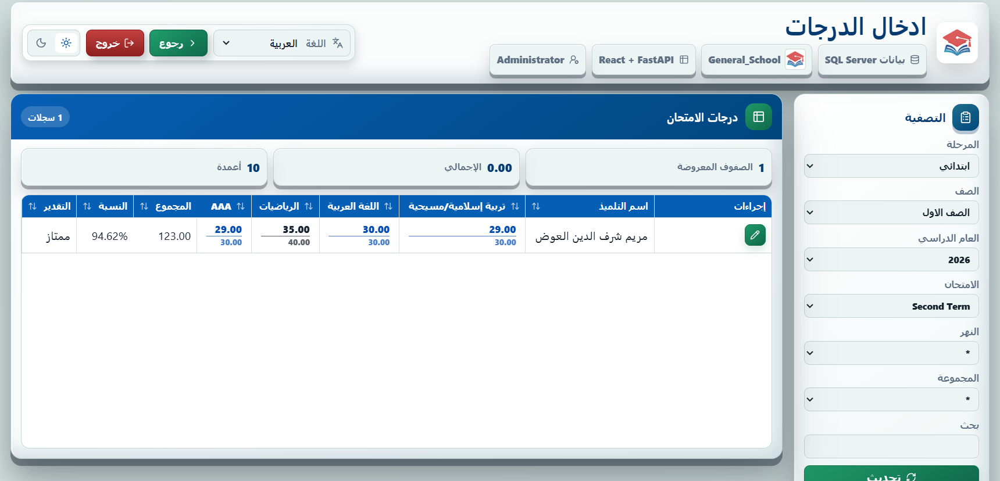 ادخال الدرجات
بيانات SQL Server
General_School
React + FastAPI
Administrator
اللغة العربية
رجوع
خروج
التصفية
المرحلة
ابتدائي
الصف
الصف الاول
العام الدراسي
2026
الامتحان
Second Term
النهر
*
المجموعة
*
بحث
تحديث
درجات الامتحان
1 سجلات
1 الصفوف المعروضة
0.00 الإجمالي
10 أعمدة
إجراءات اسم التلميذ تربية إسلامية/مسيحية اللغة العربية الرياضيات AAA المجموع النسبة التقدير
مريم شرف الدين العوض 29.00 30.00 35.00 29.00 123.00 94.62% ممتاز
30.00 30.00 40.00 30.00